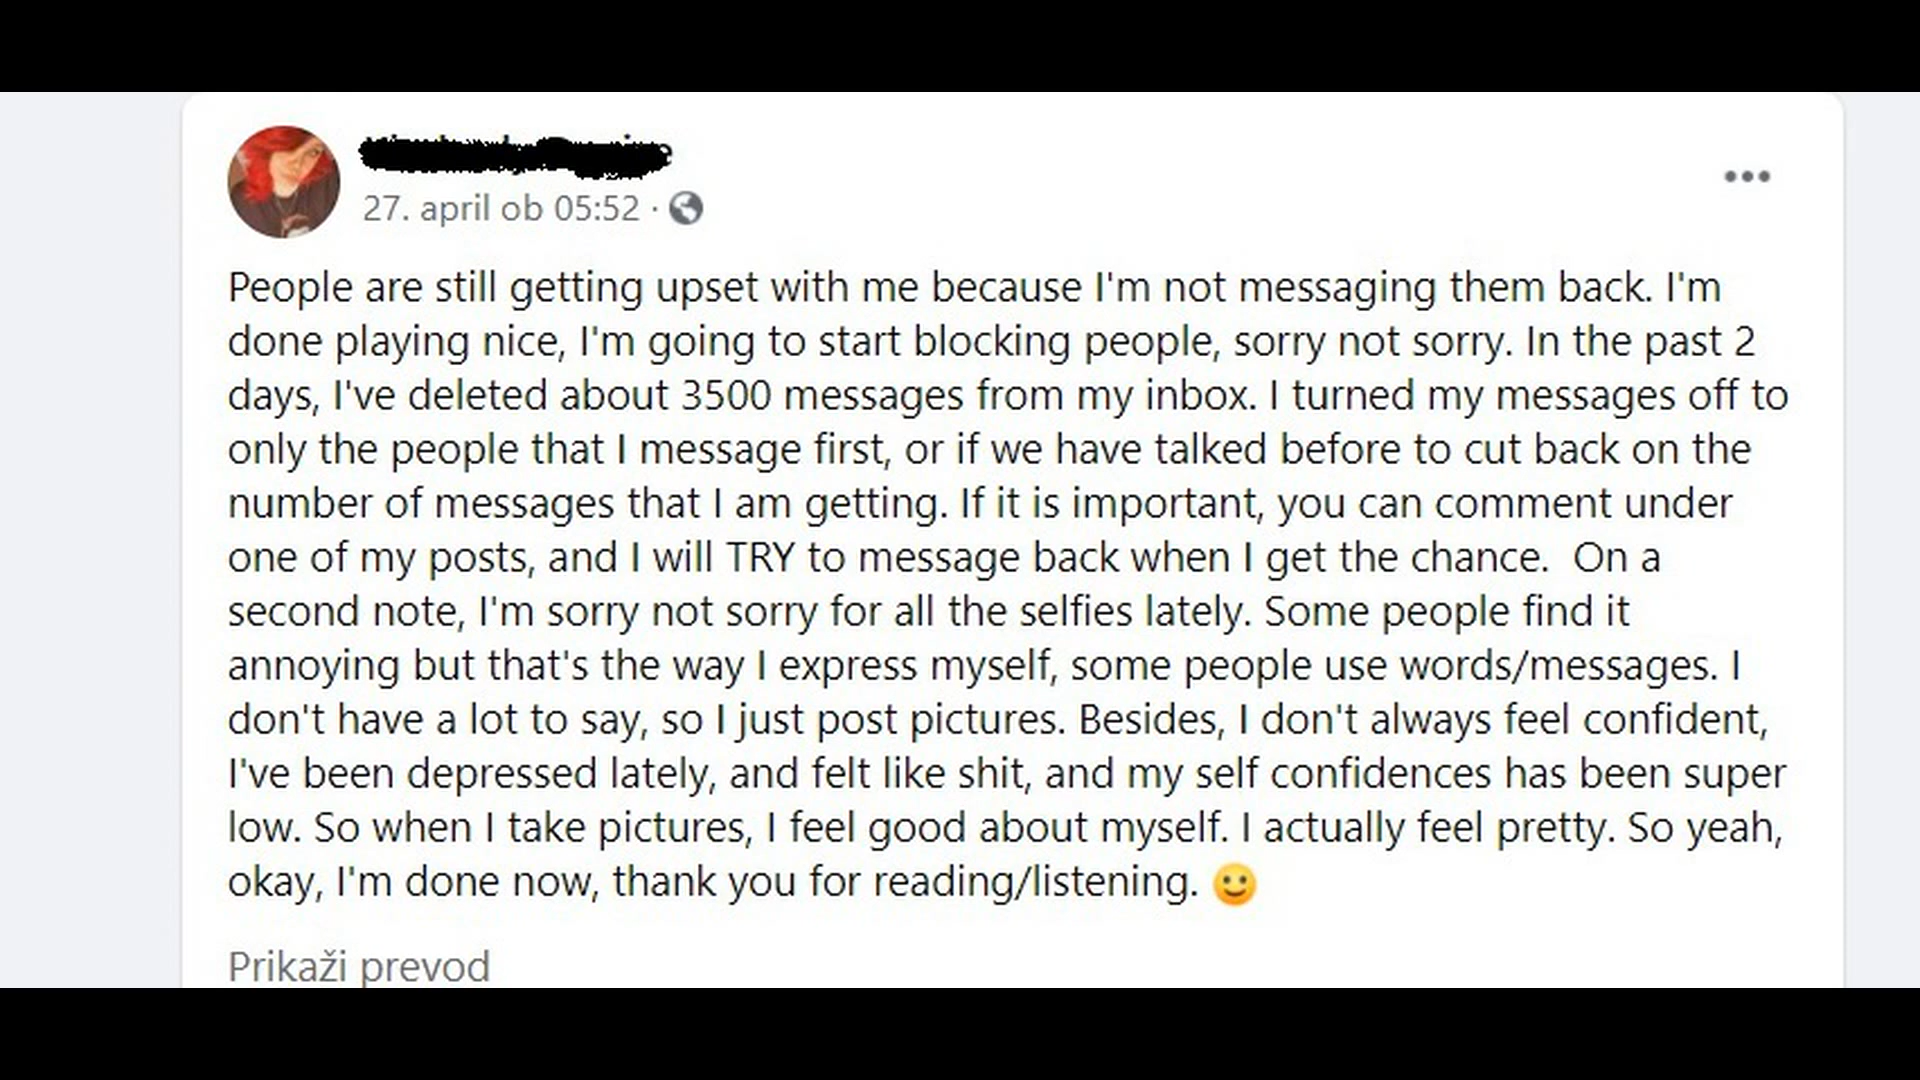 27. april ob 05:52 ·
People are still getting upset with me because I'm not messaging them back. I'm
done playing nice, I'm going to start blocking people, sorry not sorry. In the past 2
days, I've deleted about 3500 messages from my inbox. I turned my messages off to
only the people that I message first, or if we have talked before to cut back on the
number of messages that I am getting. If it is important, you can comment under
one of my posts, and I will TRY to message back when I get the chance.  On a
second note, I'm sorry not sorry for all the selfies lately. Some people find it
annoying but that's the way I express myself, some people use words/messages. I
don't have a lot to say, so I just post pictures. Besides, I don't always feel confident,
I've been depressed lately, and felt like shit, and my self confidences has been super
low. So when I take pictures, I feel good about myself. I actually feel pretty. So yeah,
okay, I'm done now, thank you for reading/listening. 🙂
Prikaži prevod